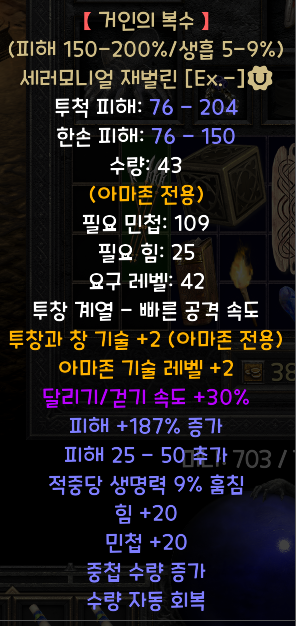 【 거인의 복수 】
(피해 150-200%/생흡 5-9%)
세러모니얼 재벌린 [Ex.-]
투척 피해: 76 - 204
한손 피해: 76 - 150
수량: 43
(아마존 전용)
필요 민첩: 109
필요 힘: 25
요구 레벨: 42
투창 계열 - 빠른 공격 속도
투창과 창 기술 +2 (아마존 전용)
아마존 기술 레벨 +2
달리기/걷기 속도 +30%
피해 +187% 증가
피해 25 - 50 추가
703 /
적중당 생명력 9% 훔침
힘 +20
민첩 +20
중첩 수량 증가
수량 자동 회복